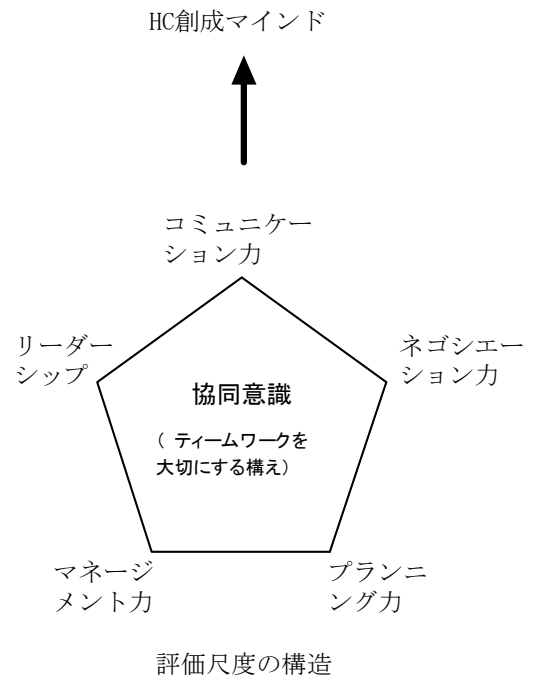 HC創成マインド
コミュニケー
ション力
リーダー
シップ
ネゴシエー
ション力
協同意識
( ティームワークを
大切にする構え)
マネージ
メント力
プランニ
ング力
評価尺度の構造